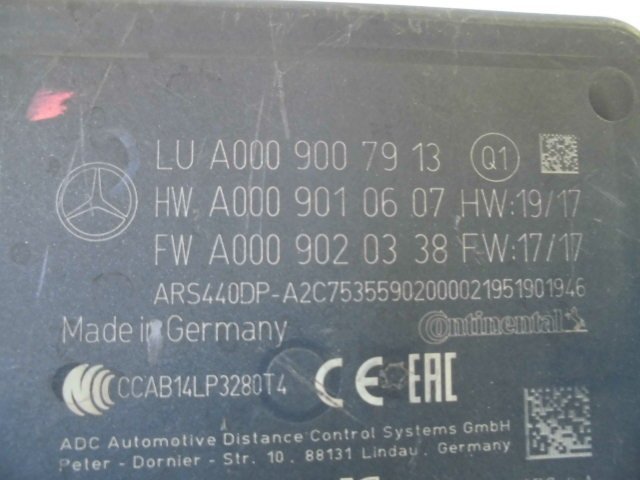 LU A000 900 79 13 Q1
HW A000 901 06 07 HW:19/17
FW A000 902 03 38 FW:17/17
ARS440DP-A2C75355902000021951901946
Made in Germany Continental
CCC CCAB14LP3280T4 CE EAC
ADC Automotive Distance Control Systems GmbH
Peter - Dornier - Str. 10 . 88131 Lindau . Germany